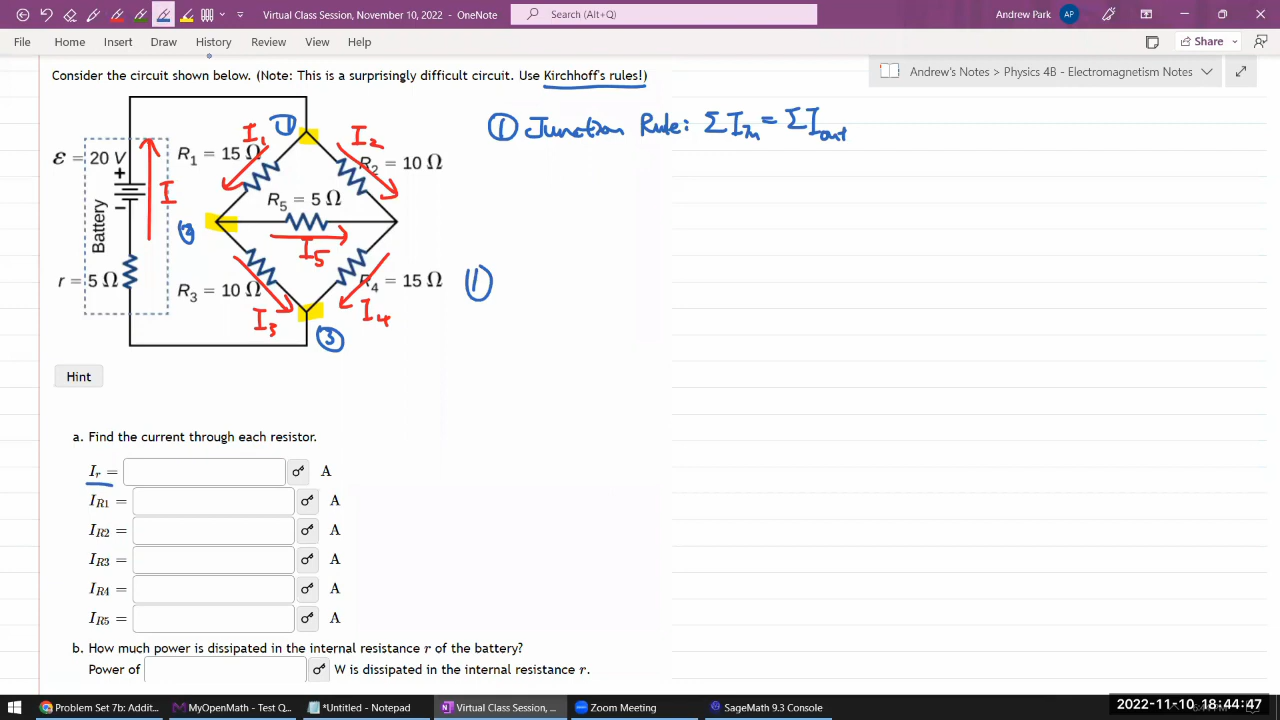 Virtual Class Session, November 10, 2022 - OneNote
Search (Alt+Q)
Andrew Park AP
File Home Insert Draw History Review View Help
Share
Andrew's Notes > Physics 4B - Electromagnetism Notes
Consider the circuit shown below. (Note: This is a surprisingly difficult circuit. Use Kirchhoff's rules!)
① Junction Rule: ΣI_in = ΣI_out
①
I₁ I₂
ε = 20 V
R₁ = 15 Ω
R₂ = 10 Ω
+
I
−
Battery
R₅ = 5 Ω
②
I₅
r = 5 Ω
R₃ = 10 Ω
R₄ = 15 Ω
①
I₃ I₄
③
Hint
a. Find the current through each resistor.
I_r = A
I_R1 = A
I_R2 = A
I_R3 = A
I_R4 = A
I_R5 = A
b. How much power is dissipated in the internal resistance r of the battery?
Power of W is dissipated in the internal resistance r.
Problem Set 7b: Addit...
MyOpenMath - Test Q...
*Untitled - Notepad
Virtual Class Session, ...
Zoom Meeting
SageMath 9.3 Console
2022-11-10 18:44:47